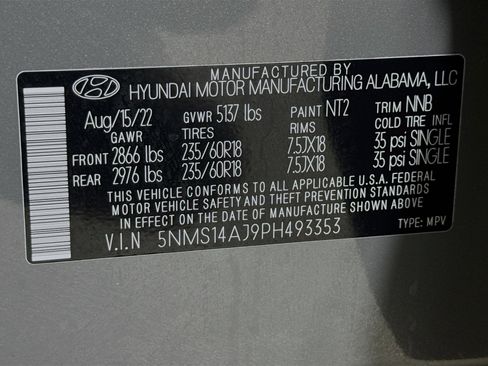 MANUFACTURED BY
HYUNDAI MOTOR MANUFACTURING ALABAMA, LLC
Aug/15/22 GVWR 5137 lbs PAINT NT2 TRIM NNB
GAWR TIRES RIMS COLD TIRE INFL
FRONT 2866 lbs 235/60R18 7.5JX18 35 psi SINGLE
REAR 2976 lbs 235/60R18 7.5JX18 35 psi SINGLE
THIS VEHICLE CONFORMS TO ALL APPLICABLE U.S.A. FEDERAL
MOTOR VEHICLE SAFETY AND THEFT PREVENTION STANDARDS
IN EFFECT ON THE DATE OF MANUFACTURE SHOWN ABOVE.
V.I.N 5NMS14AJ9PH493353 TYPE: MPV